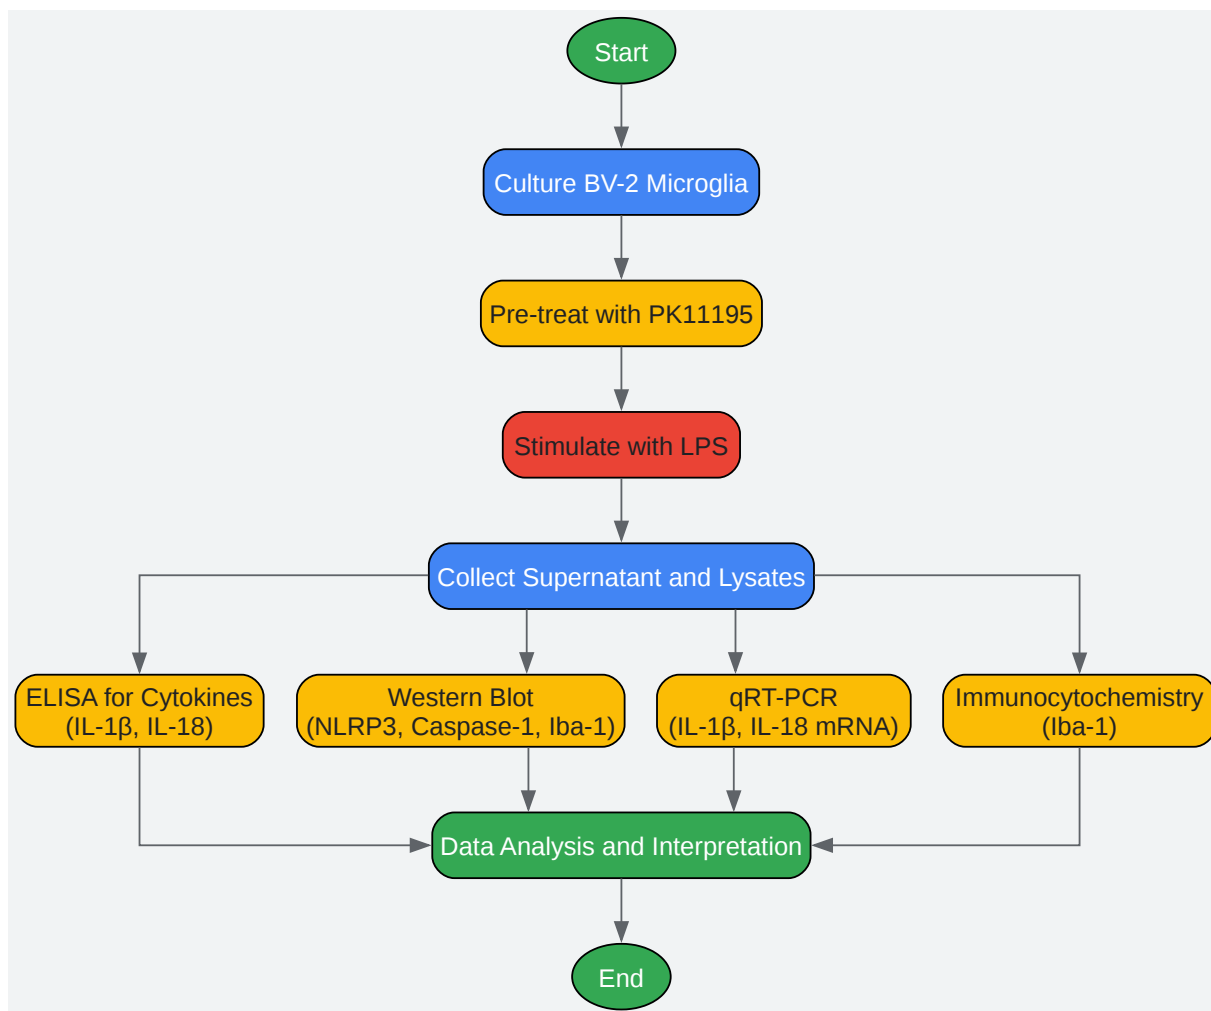 Start
Culture BV-2 Microglia
Pre-treat with PK11195
Stimulate with LPS
Collect Supernatant and Lysates
ELISA for Cytokines
(IL-1β, IL-18)
Western Blot
(NLRP3, Caspase-1, Iba-1)
qRT-PCR
(IL-1β, IL-18 mRNA)
Immunocytochemistry
(Iba-1)
Data Analysis and Interpretation
End